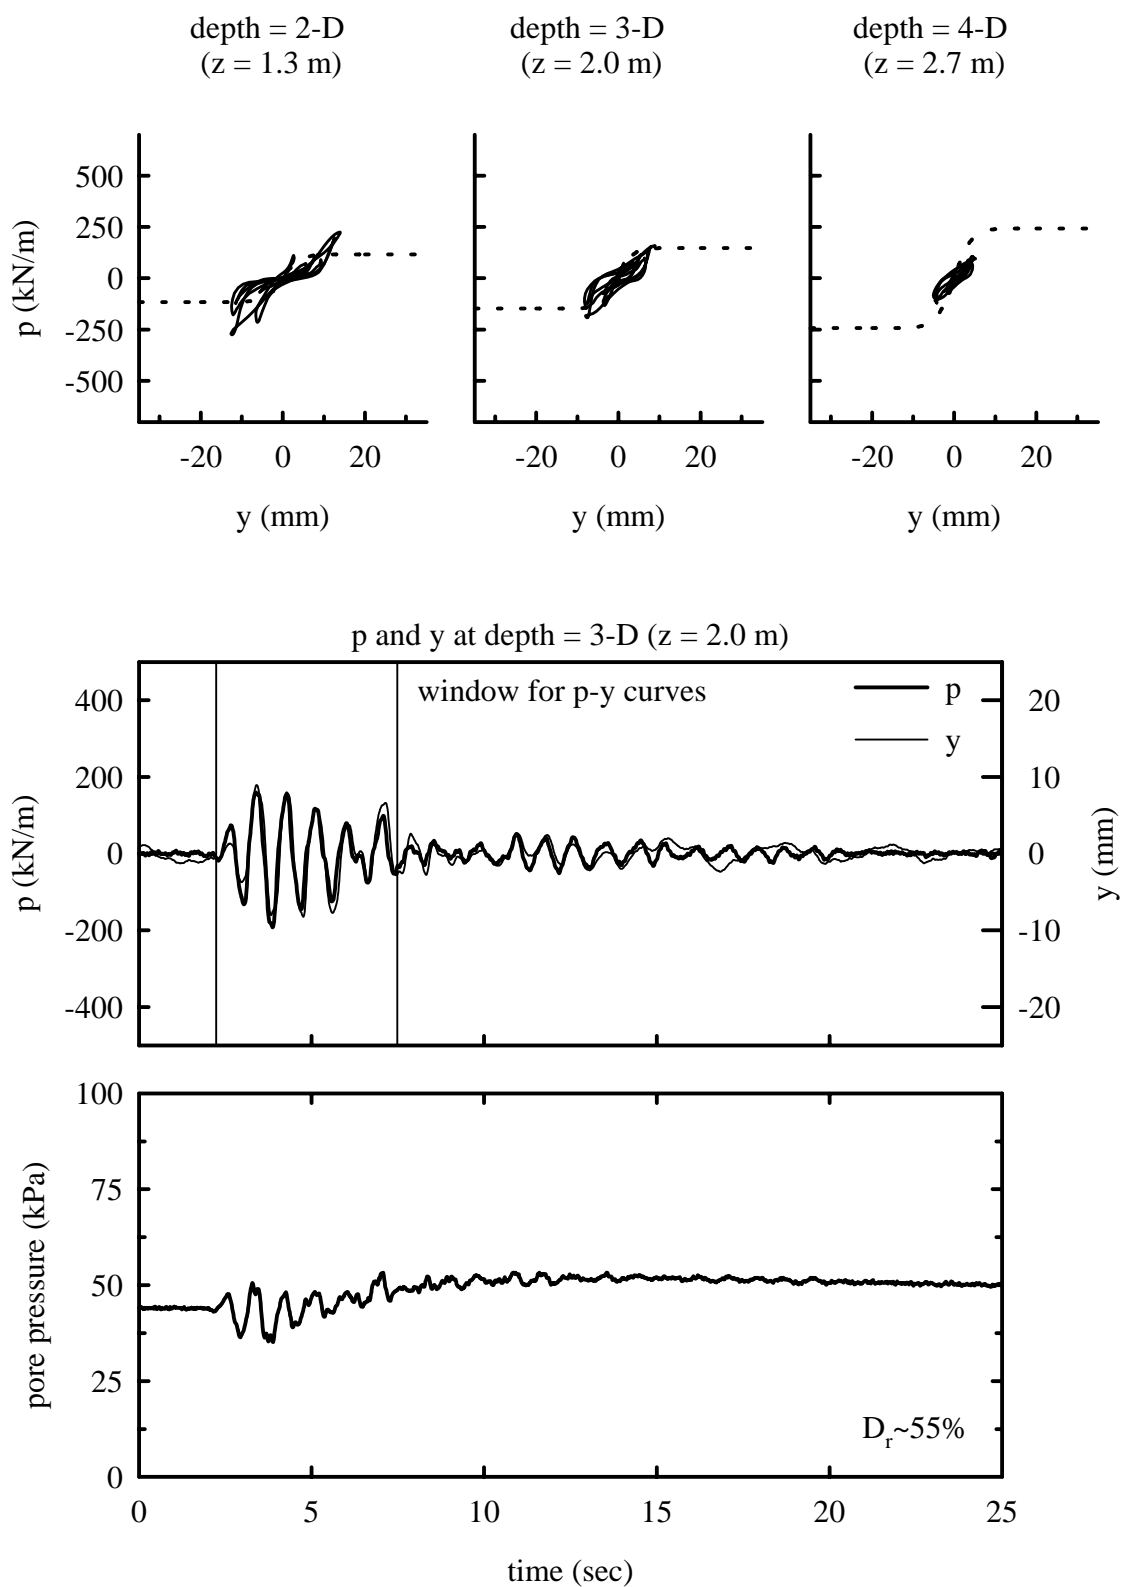 depth = 2-D
(z = 1.3 m)
depth = 3-D
(z = 2.0 m)
depth = 4-D
(z = 2.7 m)
p (kN/m)
500
250
0
-250
-500
-20 0 20
-20 0 20
-20 0 20
y (mm)
y (mm)
y (mm)
p and y at depth = 3-D (z = 2.0 m)
window for p-y curves
p
y
p (kN/m)
400
200
0
-200
-400
20
10
0
-10
-20
y (mm)
pore pressure (kPa)
100
75
50
25
0
Dr~55%
0 5 10 15 20 25
time (sec)